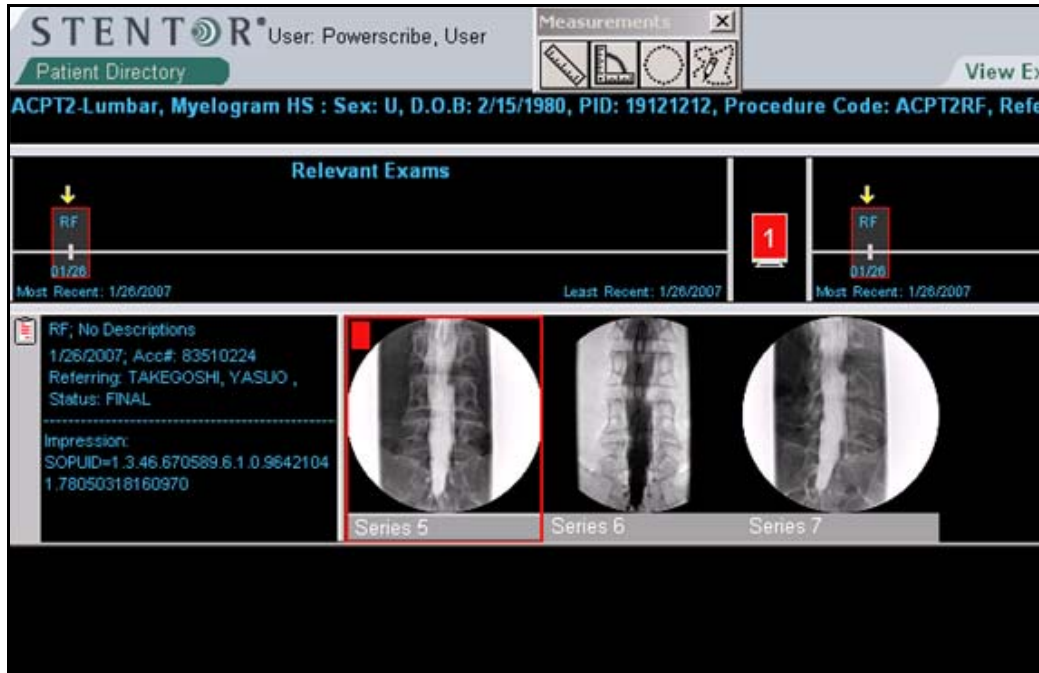 STENTOR User: Powerscribe, User
Measurements
Patient Directory
View Ex
ACPT2-Lumbar, Myelogram HS : Sex: U, D.O.B: 2/15/1980, PID: 19121212, Procedure Code: ACPT2RF, Refe
Relevant Exams
RF
01/26
Most Recent: 1/26/2007
Least Recent: 1/26/2007
1
RF
01/26
Most Recent: 1/26/2007
RF; No Descriptions
1/26/2007; Acc#: 83510224
Referring: TAKEGOSHI, YASUO ,
Status: FINAL
Impression:
SOPUID=1.3.46.670589.6.1.0.9642104
1.78050318160970
Series 5
Series 6
Series 7